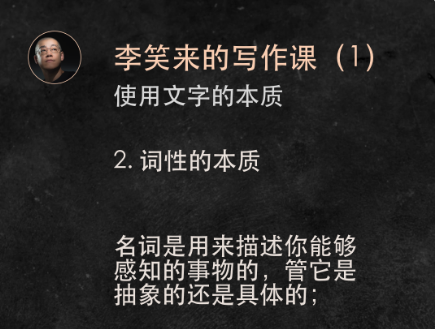 李笑来的写作课（1）
使用文字的本质
2. 词性的本质
名词是用来描述你能够
感知的事物的，管它是
抽象的还是具体的；